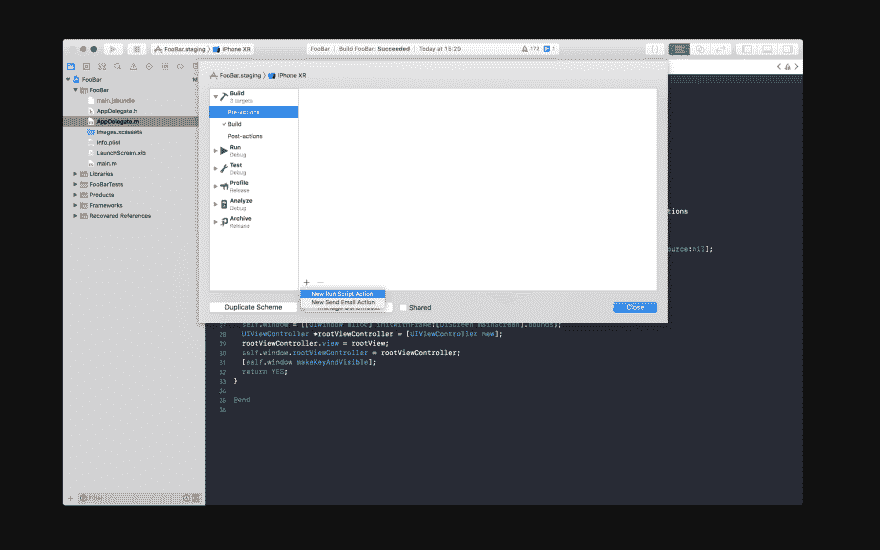 FooBar.staging 〉 iPhone XR
FooBar | Build FooBar: Succeeded | Today at 15:29
172
1
FooBar
M
FooBar
main.jsbundle
AppDelegate.h
AppDelegate.m
Images.xcassets
Info.plist
LaunchScreen.xib
main.m
Libraries
FooBarTests
Products
Frameworks
Recovered References
Filter
FooBar.staging 〉 iPhone XR
Build
3 targets
Pre-actions
Build
Post-actions
Run
Debug
Test
Debug
Profile
Release
Analyze
Debug
Archive
Release
+ −
New Run Script Action
New Send Email Action
Duplicate Scheme
Shared
Close
tions
ource:nil];
self.window = [[UIWindow alloc] initWithFrame:[UIScreen mainScreen].bounds];
28 UIViewController *rootViewController = [UIViewController new];
29 rootViewController.view = rootView;
30 self.window.rootViewController = rootViewController;
31 [self.window makeKeyAndVisible];
32 return YES;
33 }
34
35 @end
36